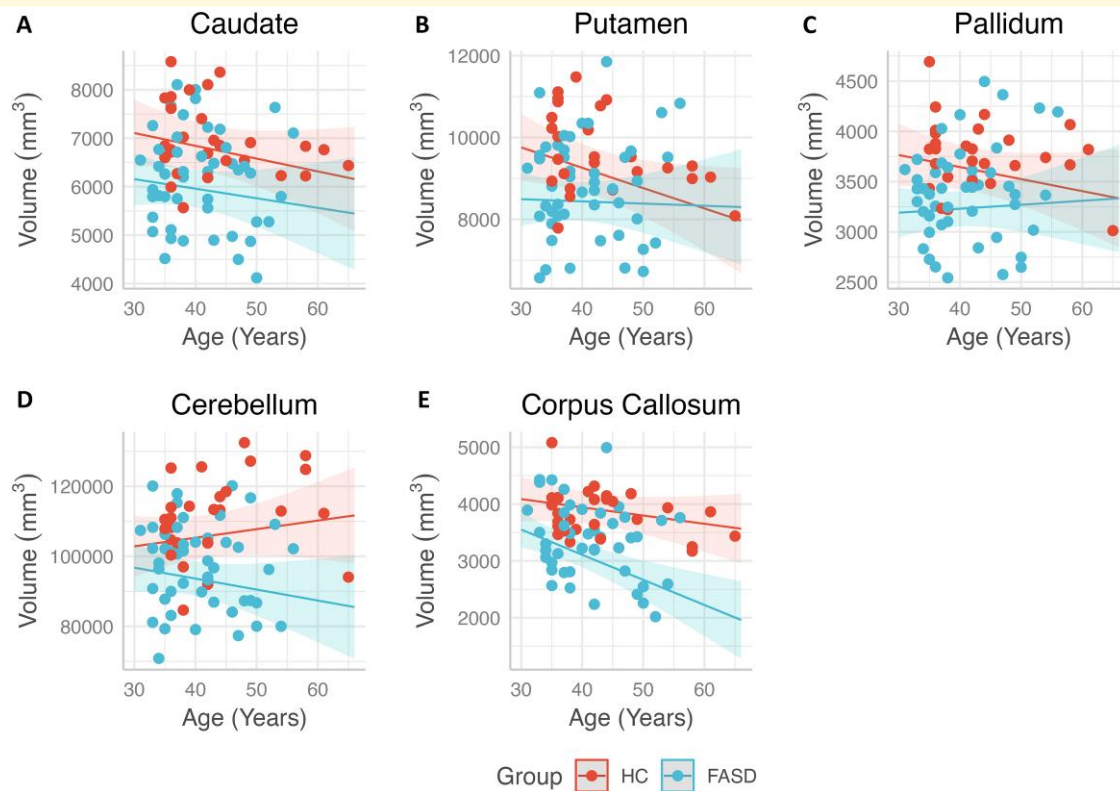 A
Caudate
Volume (mm³)
8000
7000
6000
5000
4000
30 40 50 60
Age (Years)
B
Putamen
Volume (mm³)
12000
10000
8000
30 40 50 60
Age (Years)
C
Pallidum
Volume (mm³)
4500
4000
3500
3000
2500
30 40 50 60
Age (Years)
D
Cerebellum
Volume (mm³)
120000
100000
80000
30 40 50 60
Age (Years)
E
Corpus Callosum
Volume (mm³)
5000
4000
3000
2000
30 40 50 60
Age (Years)
Group HC FASD